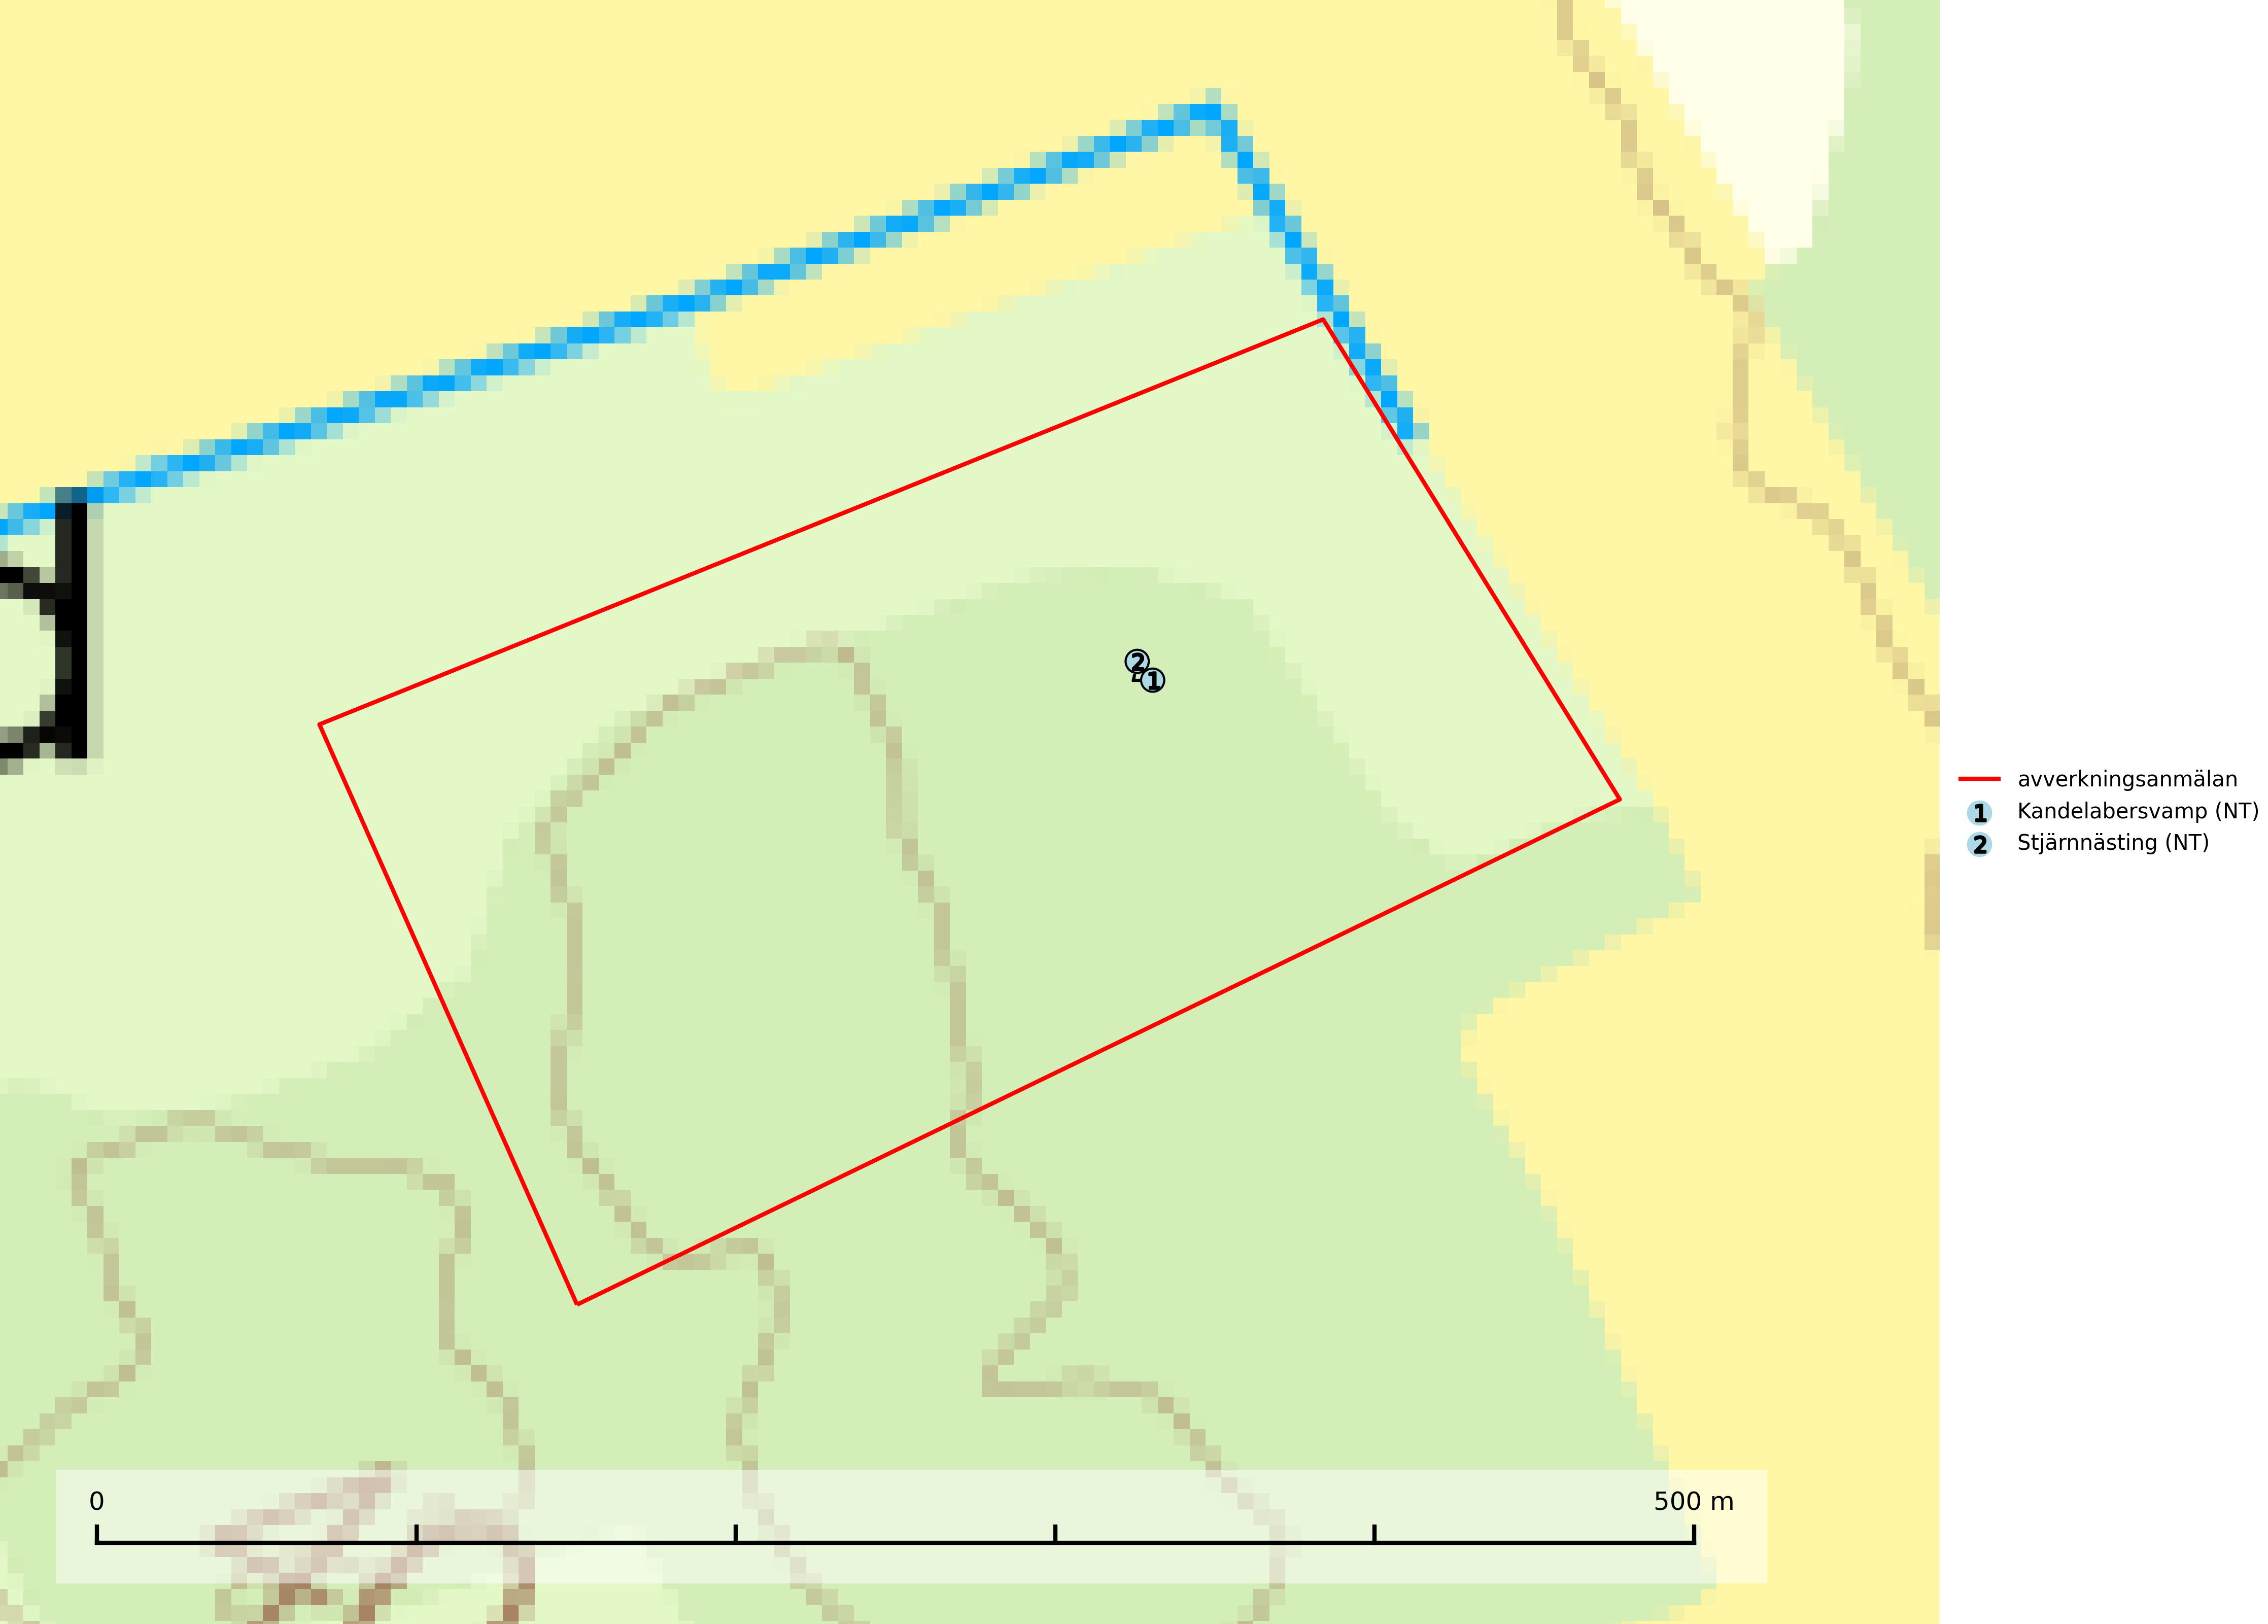 2
1
avverkningsanmälan
1 Kandelabersvamp (NT)
2 Stjärnnästing (NT)
0 500 m